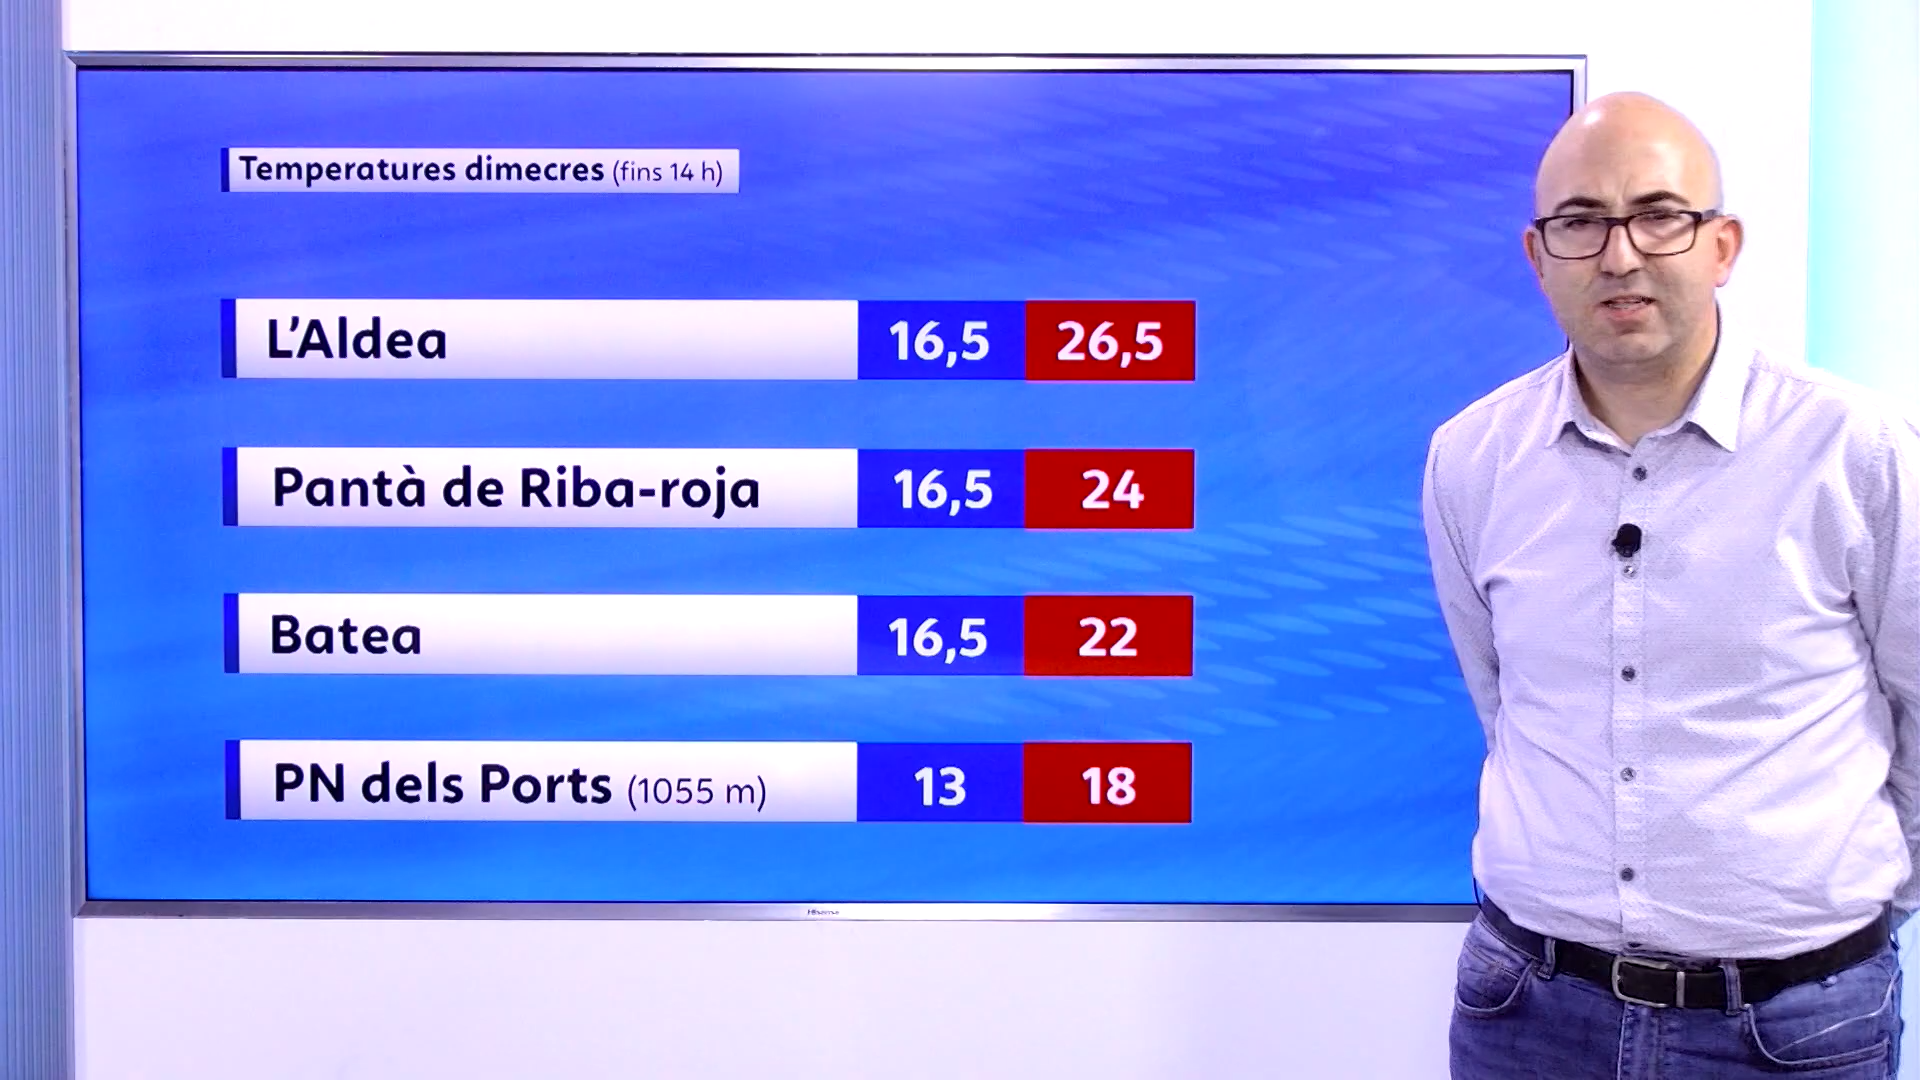 Temperatures dimecres (fins 14 h)
L'Aldea 16,5 26,5
Pantà de Riba-roja 16,5 24
Batea 16,5 22
PN dels Ports (1055 m) 13 18
Hisense